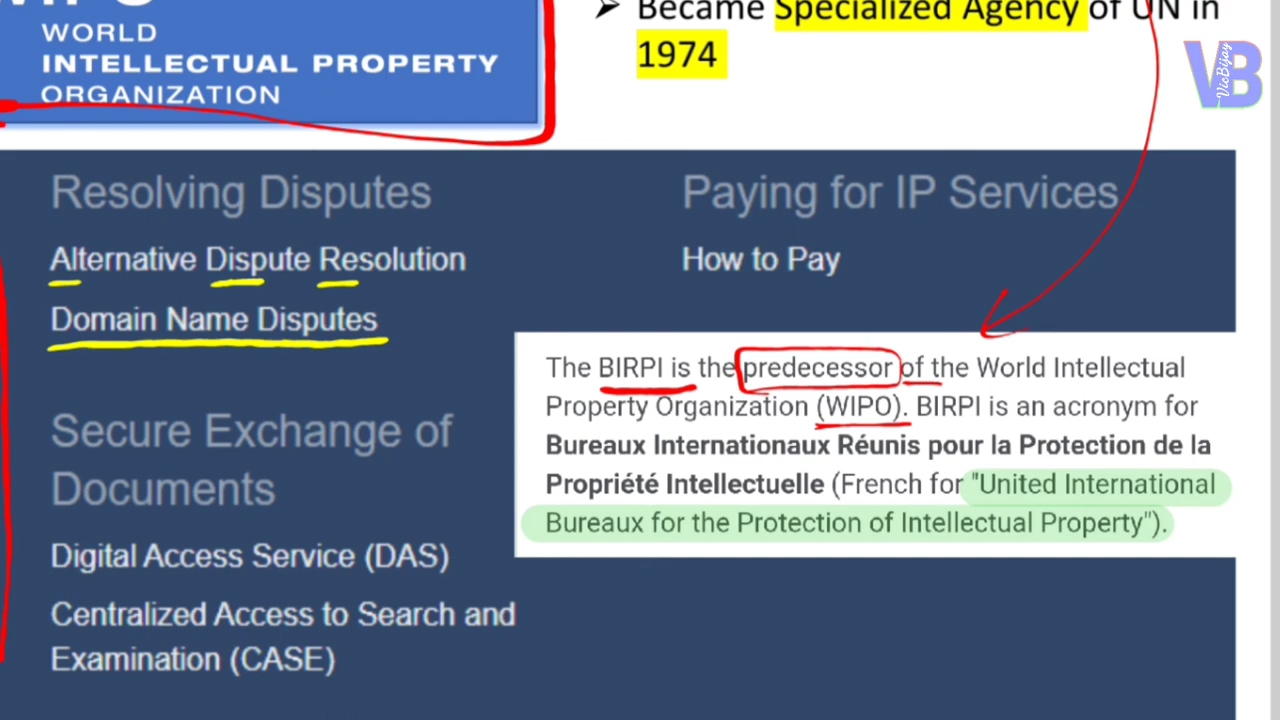 WIPO
WORLD
INTELLECTUAL PROPERTY
ORGANIZATION
➤ Became Specialized Agency of UN in
1974
VB
VicBijay
Resolving Disputes
Alternative Dispute Resolution
Domain Name Disputes
Secure Exchange of
Documents
Digital Access Service (DAS)
Centralized Access to Search and
Examination (CASE)
Paying for IP Services
How to Pay
The BIRPI is the predecessor of the World Intellectual
Property Organization (WIPO). BIRPI is an acronym for
Bureaux Internationaux Réunis pour la Protection de la
Propriété Intellectuelle (French for "United International
Bureaux for the Protection of Intellectual Property").